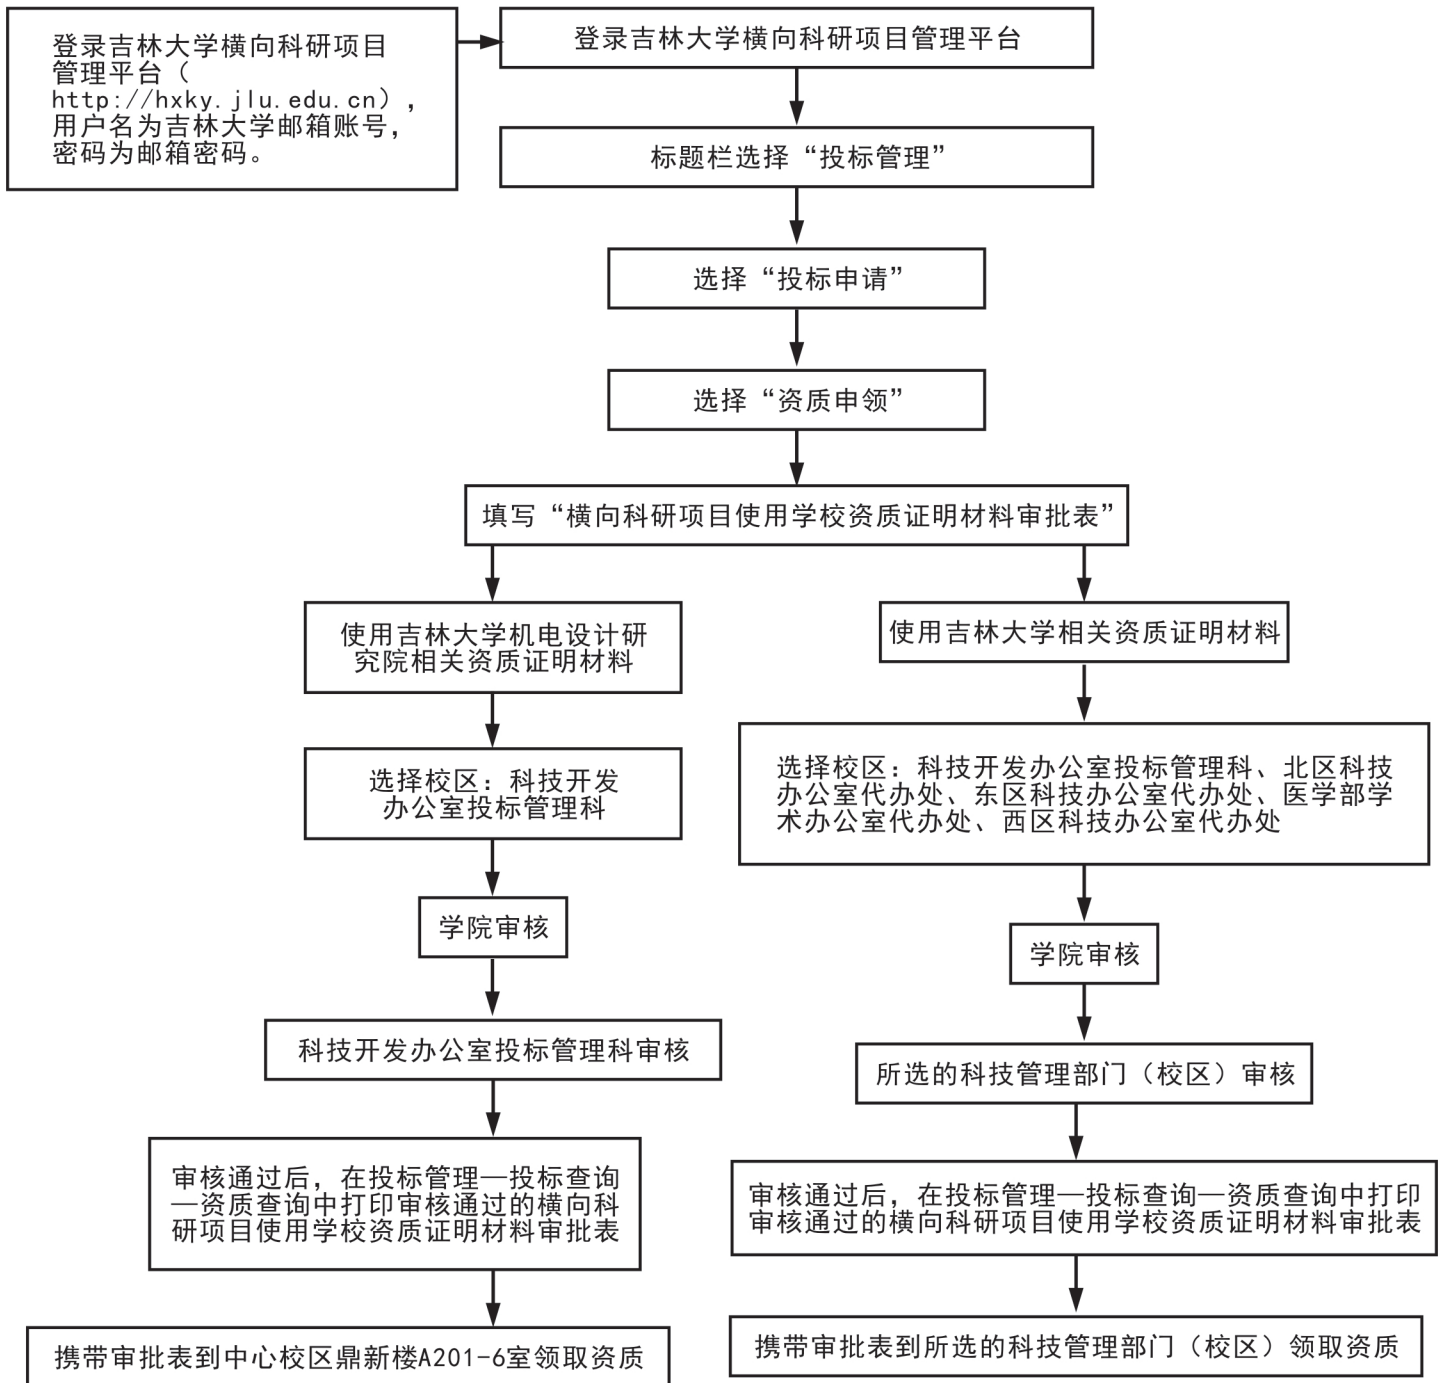 登录吉林大学横向科研项目
管理平台（
http://hxky.jlu.edu.cn），
用户名为吉林大学邮箱账号，
密码为邮箱密码。
登录吉林大学横向科研项目管理平台
标题栏选择“投标管理”
选择“投标申请”
选择“资质申领”
填写“横向科研项目使用学校资质证明材料审批表”
使用吉林大学机电设计研
究院相关资质证明材料
选择校区：科技开发
办公室投标管理科
学院审核
科技开发办公室投标管理科审核
审核通过后，在投标管理—投标查询
—资质查询中打印审核通过的横向科
研项目使用学校资质证明材料审批表
携带审批表到中心校区鼎新楼A201-6室领取资质
使用吉林大学相关资质证明材料
选择校区：科技开发办公室投标管理科、北区科技
办公室代办处、东区科技办公室代办处、医学部学
术办公室代办处、西区科技办公室代办处
学院审核
所选的科技管理部门（校区）审核
审核通过后，在投标管理—投标查询—资质查询中打印
审核通过的横向科研项目使用学校资质证明材料审批表
携带审批表到所选的科技管理部门（校区）领取资质